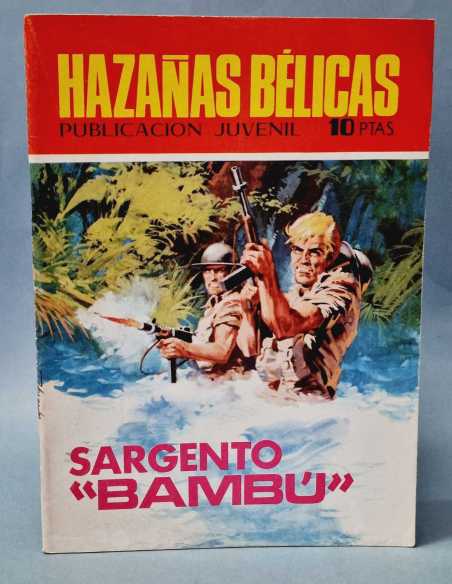 HAZAÑAS BÉLICAS
PUBLICACION JUVENIL 10 PTAS.
SARGENTO
“BAMBÚ”